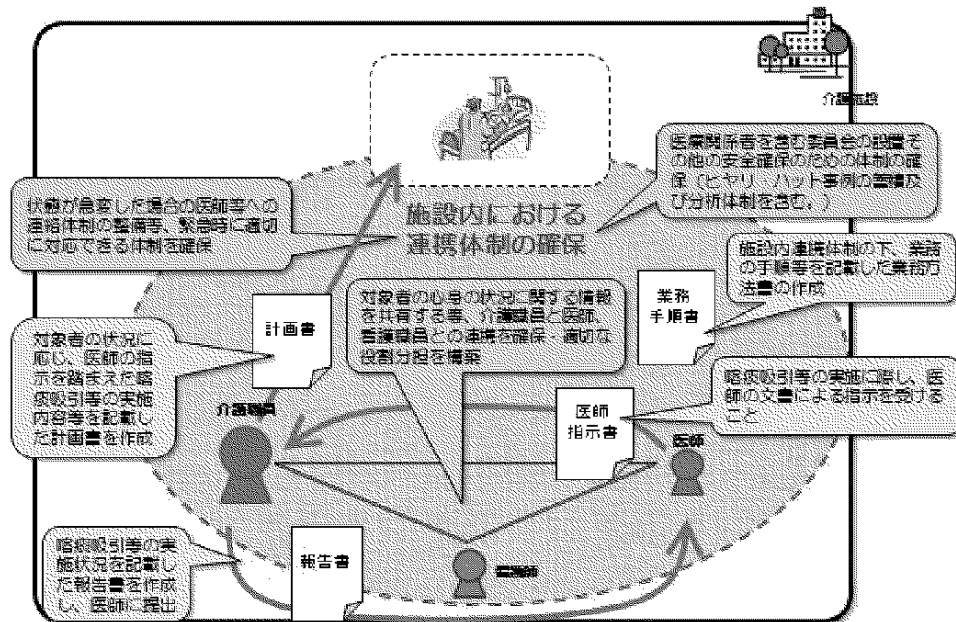 介護施設
医療関係者を含む委員会の設置そ
の他の安全確保のための体制の確
保（ヒヤリ・ハット事例の蓄積及
び分析体制を含む。）
状態が急変した場合の医師等への
連絡体制の整備等、緊急時に適切
に対応できる体制を確保
施設内における
連携体制の確保
施設内連携体制の下、業務
の手順等を記載した業務方
法書の作成
対象者の心身の状況に関する情報
を共有する等、介護職員と医師、
看護職員との連携を確保・適切な
役割分担を構築
業務
手順書
計画書
対象者の状況に
応じ、医師の指
示を踏まえた喀
痰吸引等の実施
内容等を記載し
た計画書を作成
喀痰吸引等の実施に際し、医
師の文書による指示を受けるこ
と
介護職員
医師
指示書
医師
喀痰吸引等の実
施状況を記載し
た報告書を作成
し、医師に提出
報告書
看護師